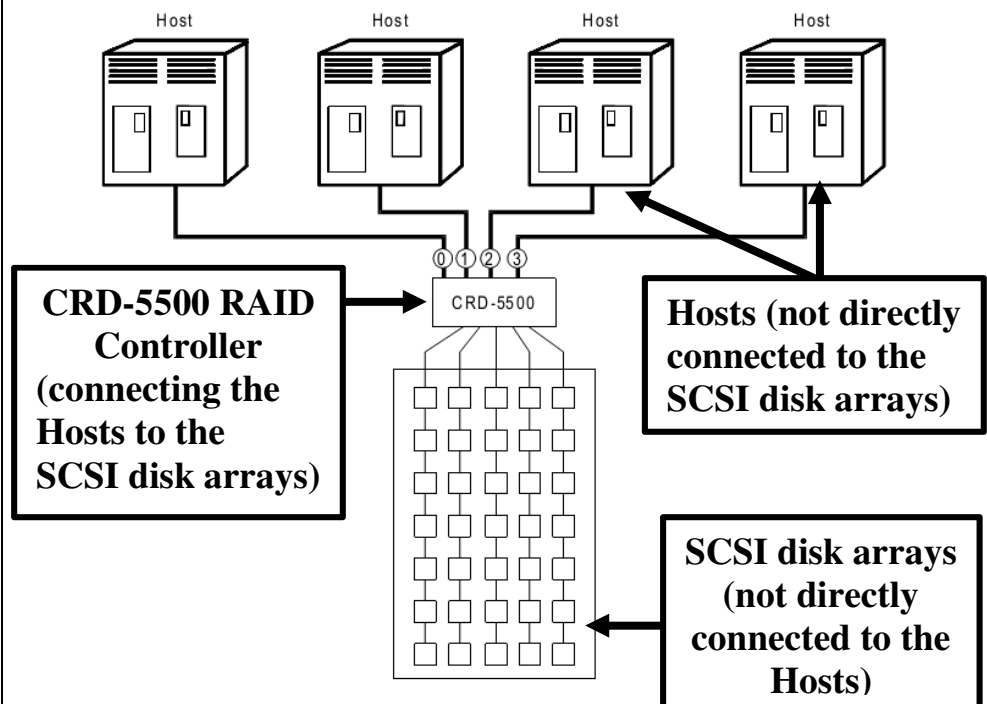 Host
Host
Host
Host
0
1
2
3
CRD-5500
CRD-5500 RAID
Controller
(connecting the
Hosts to the
SCSI disk arrays)
Hosts (not directly
connected to the
SCSI disk arrays)
SCSI disk arrays
(not directly
connected to the
Hosts)